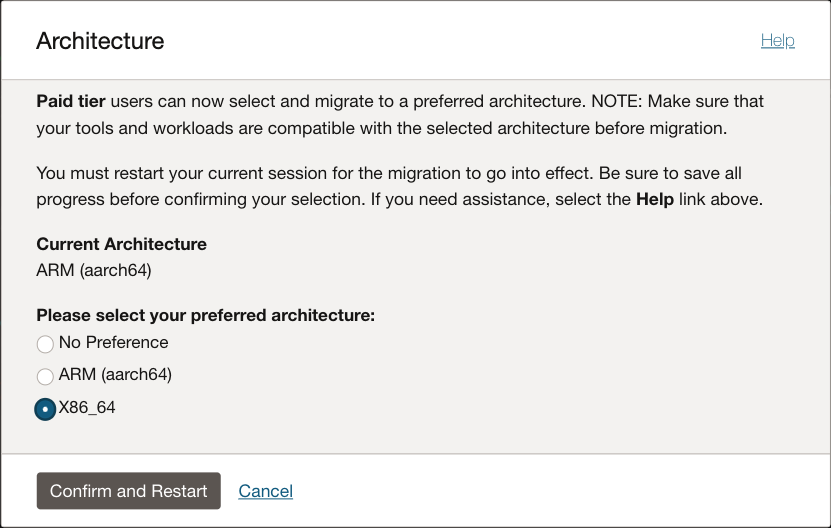 Architecture
Help
Paid tier users can now select and migrate to a preferred architecture. NOTE: Make sure that
your tools and workloads are compatible with the selected architecture before migration.
You must restart your current session for the migration to go into effect. Be sure to save all
progress before confirming your selection. If you need assistance, select the Help link above.
Current Architecture
ARM (aarch64)
Please select your preferred architecture:
No Preference
ARM (aarch64)
X86_64
Confirm and Restart
Cancel